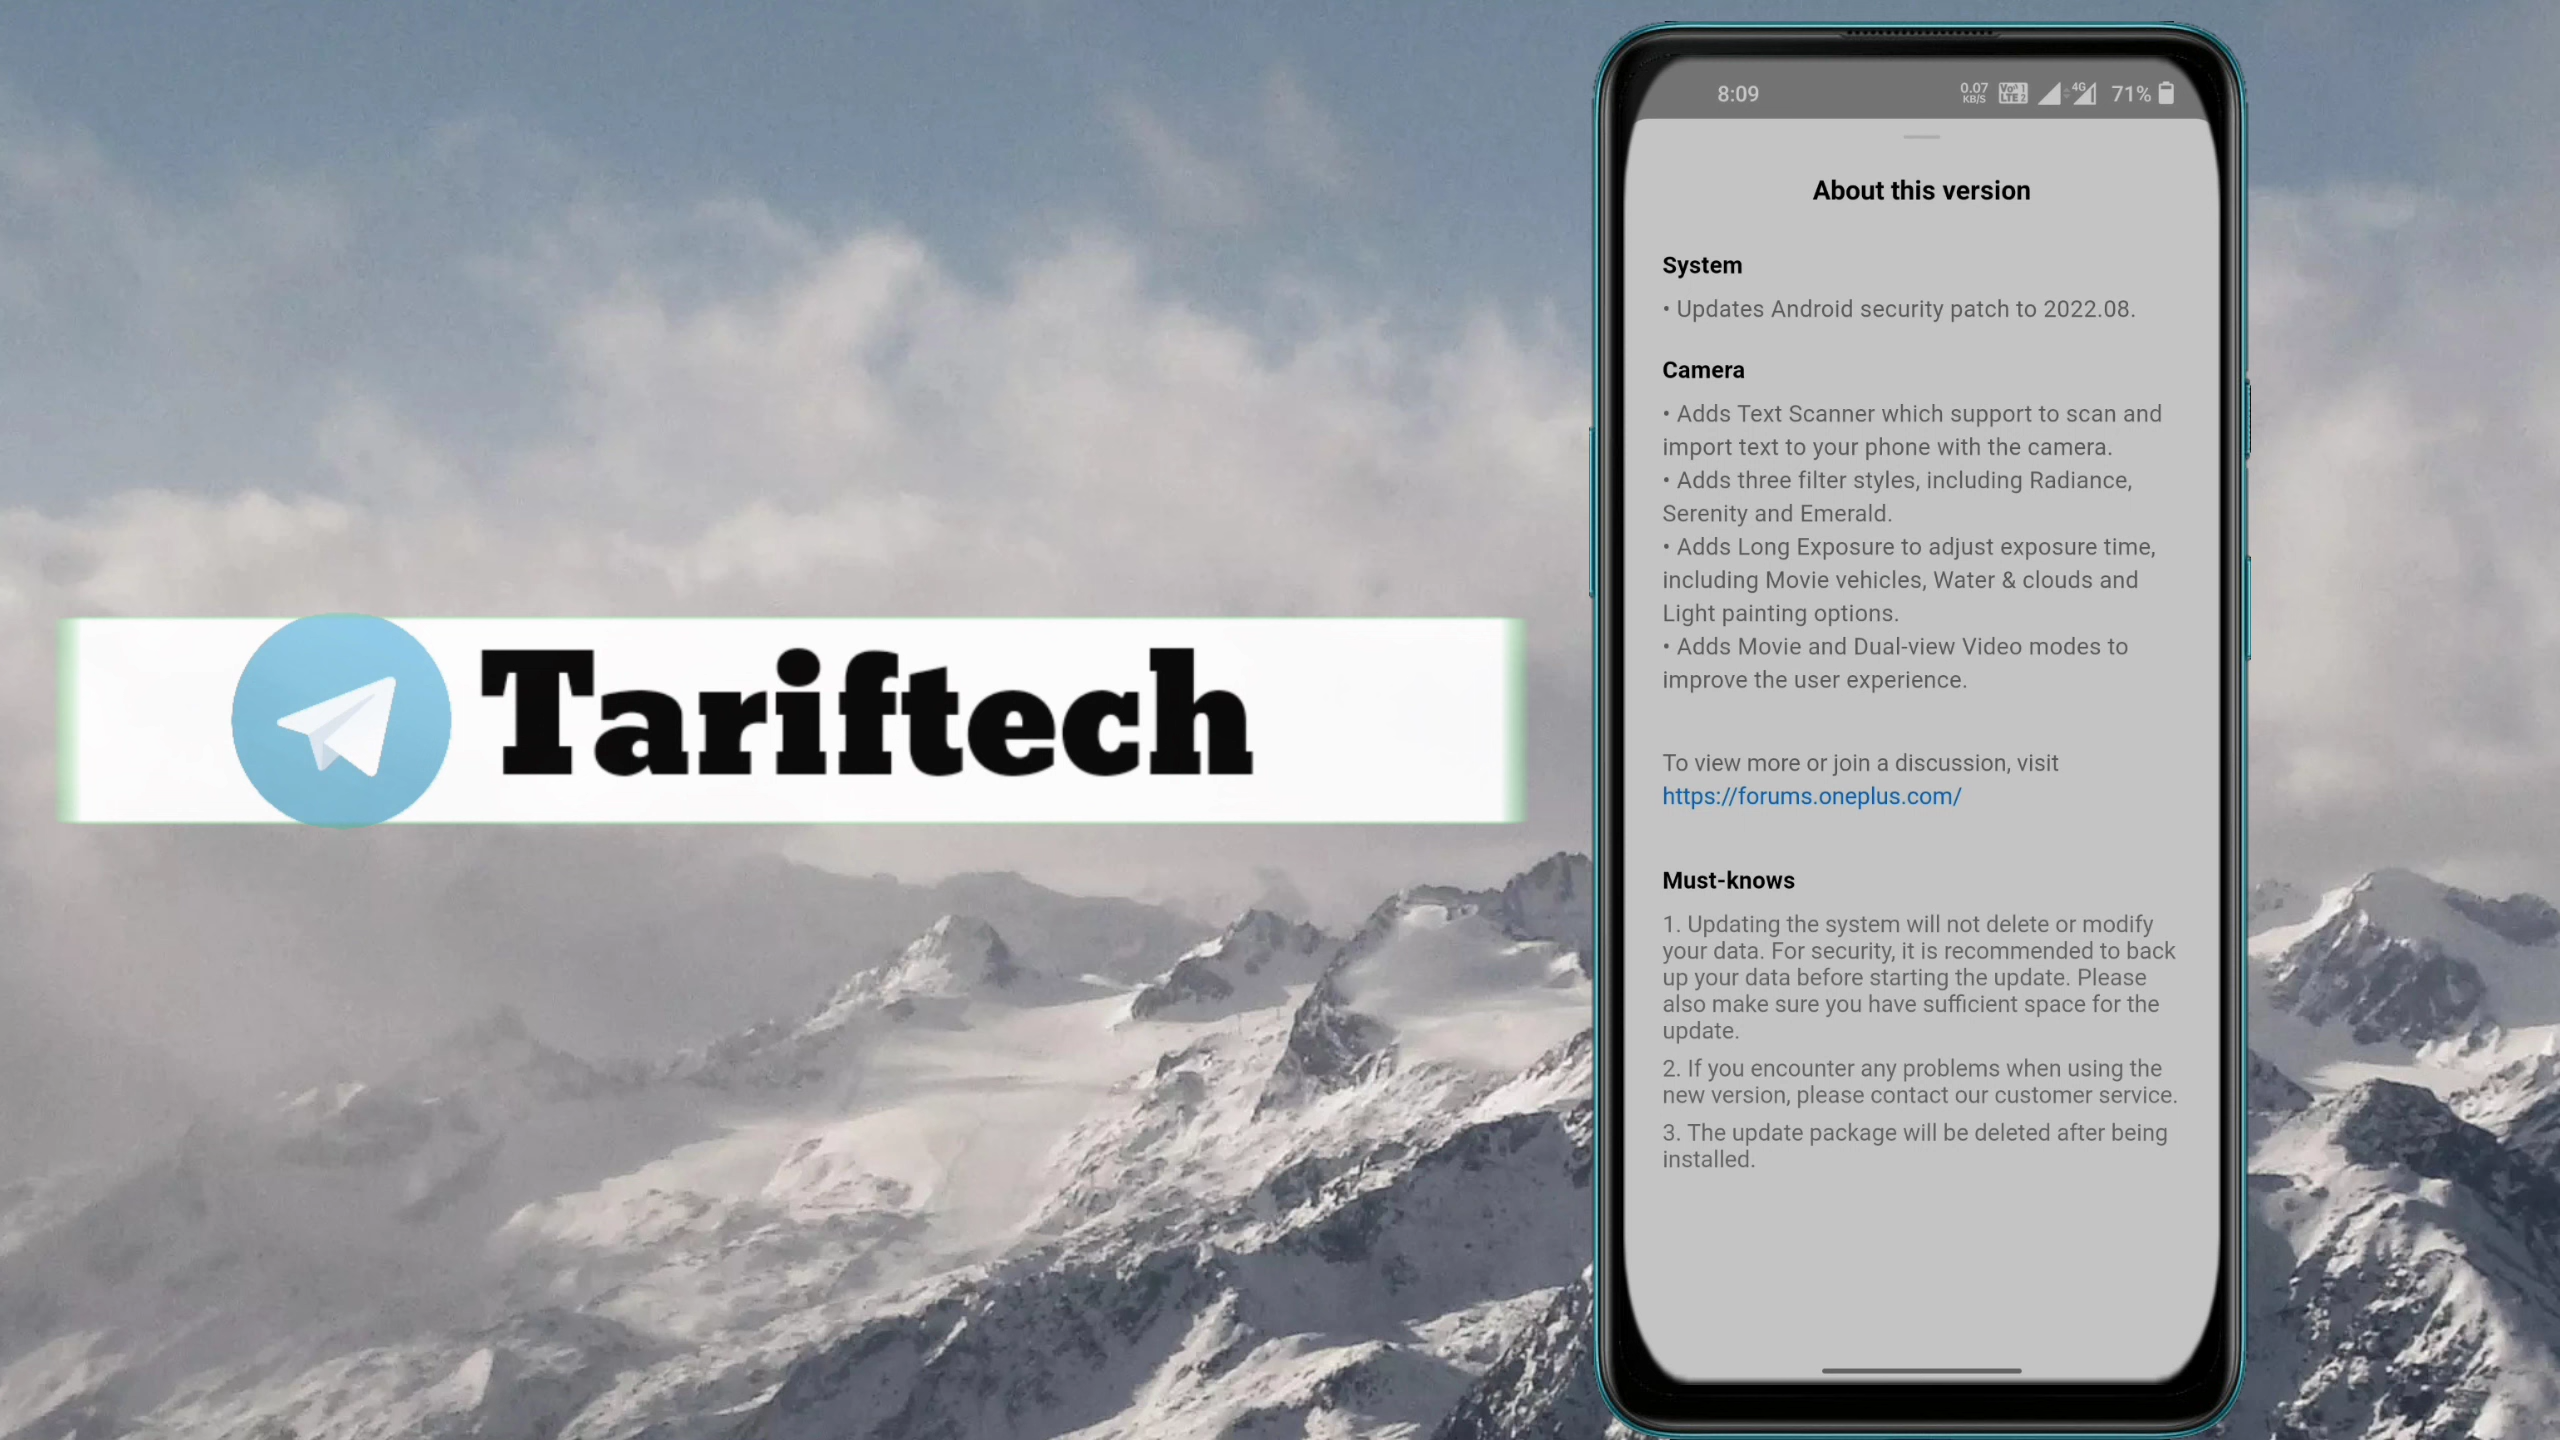 Tariftech
8:09
0.07
KB/S
Vo 1
LTE 2
4G
71%
About this version
System
• Updates Android security patch to 2022.08.
Camera
• Adds Text Scanner which support to scan and
import text to your phone with the camera.
• Adds three filter styles, including Radiance,
Serenity and Emerald.
• Adds Long Exposure to adjust exposure time,
including Movie vehicles, Water & clouds and
Light painting options.
• Adds Movie and Dual-view Video modes to
improve the user experience.
To view more or join a discussion, visit
https://forums.oneplus.com/
Must-knows
1. Updating the system will not delete or modify
your data. For security, it is recommended to back
up your data before starting the update. Please
also make sure you have sufficient space for the
update.
2. If you encounter any problems when using the
new version, please contact our customer service.
3. The update package will be deleted after being
installed.